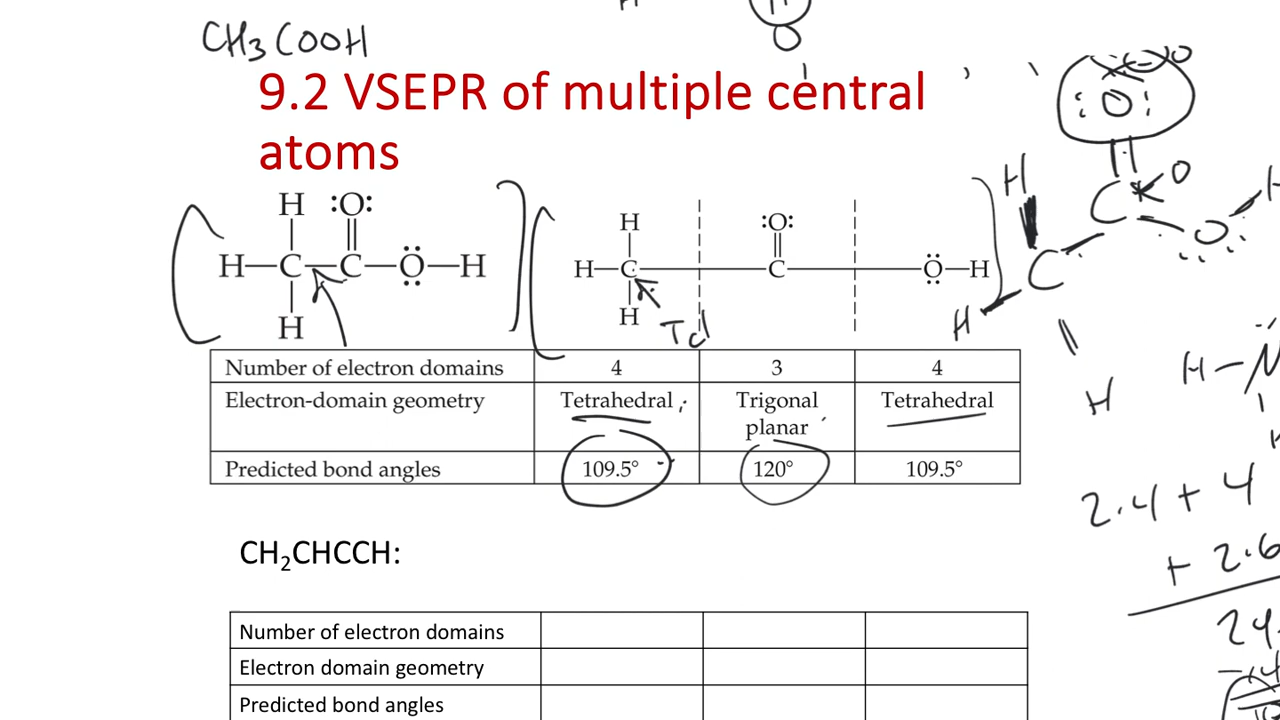 CH3COOH
9.2 VSEPR of multiple central
atoms
H :O:
H—C—C—Ö—H
H
H :O:
H—C C Ö—H
H
Td
Number of electron domains 4 3 4
Electron-domain geometry Tetrahedral Trigonal planar Tetrahedral
Predicted bond angles 109.5° 120° 109.5°
CH₂CHCCH:
Number of electron domains
Electron domain geometry
Predicted bond angles
:O:
H
C
O
C
H
H
H–N
2.4 + 4
+ 2.6
24